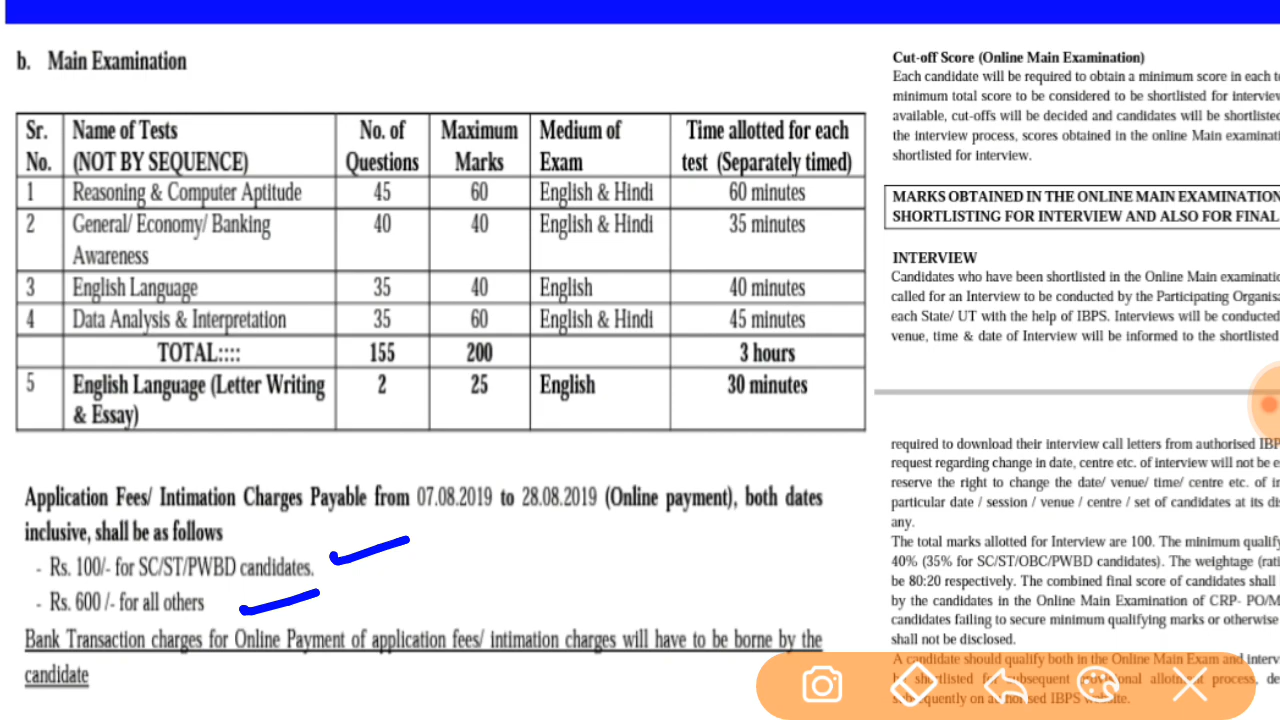 b. Main Examination
Sr. No. Name of Tests (NOT BY SEQUENCE) No. of Questions Maximum Marks Medium of Exam Time allotted for each test (Separately timed)
1 Reasoning & Computer Aptitude 45 60 English & Hindi 60 minutes
2 General/ Economy/ Banking Awareness 40 40 English & Hindi 35 minutes
3 English Language 35 40 English 40 minutes
4 Data Analysis & Interpretation 35 60 English & Hindi 45 minutes
TOTAL:::: 155 200 3 hours
5 English Language (Letter Writing & Essay) 2 25 English 30 minutes
Application Fees/ Intimation Charges Payable from 07.08.2019 to 28.08.2019 (Online payment), both dates
inclusive, shall be as follows
- Rs. 100/- for SC/ST/PWBD candidates.
- Rs. 600 /- for all others
Bank Transaction charges for Online Payment of application fees/ intimation charges will have to be borne by the
candidate
Cut-off Score (Online Main Examination)
Each candidate will be required to obtain a minimum score in each
minimum total score to be considered to be shortlisted for
available, cut-offs will be decided and candidates will be
the interview process, scores obtained in the online Main
shortlisted for interview.
MARKS OBTAINED IN THE ONLINE MAIN EXAMINATION
SHORTLISTING FOR INTERVIEW AND ALSO FOR FINAL
INTERVIEW
Candidates who have been shortlisted in the Online Main
called for an Interview to be conducted by the Participating
each State/ UT with the help of IBPS. Interviews will be conducted
venue, time & date of Interview will be informed to the shortlisted
required to download their interview call letters from authorised
request regarding change in date, centre etc. of interview will not be
reserve the right to change the date/ venue/ time/ centre etc. of
particular date / session / venue / centre / set of candidates at its
any.
The total marks allotted for Interview are 100. The minimum
40% (35% for SC/ST/OBC/PWBD candidates). The weightage
be 80:20 respectively. The combined final score of candidates shall
by the candidates in the Online Main Examination of CRP-
candidates failing to secure minimum qualifying marks or otherwise
shall not be disclosed.
A candidate should qualify both in the Online Main Exam and